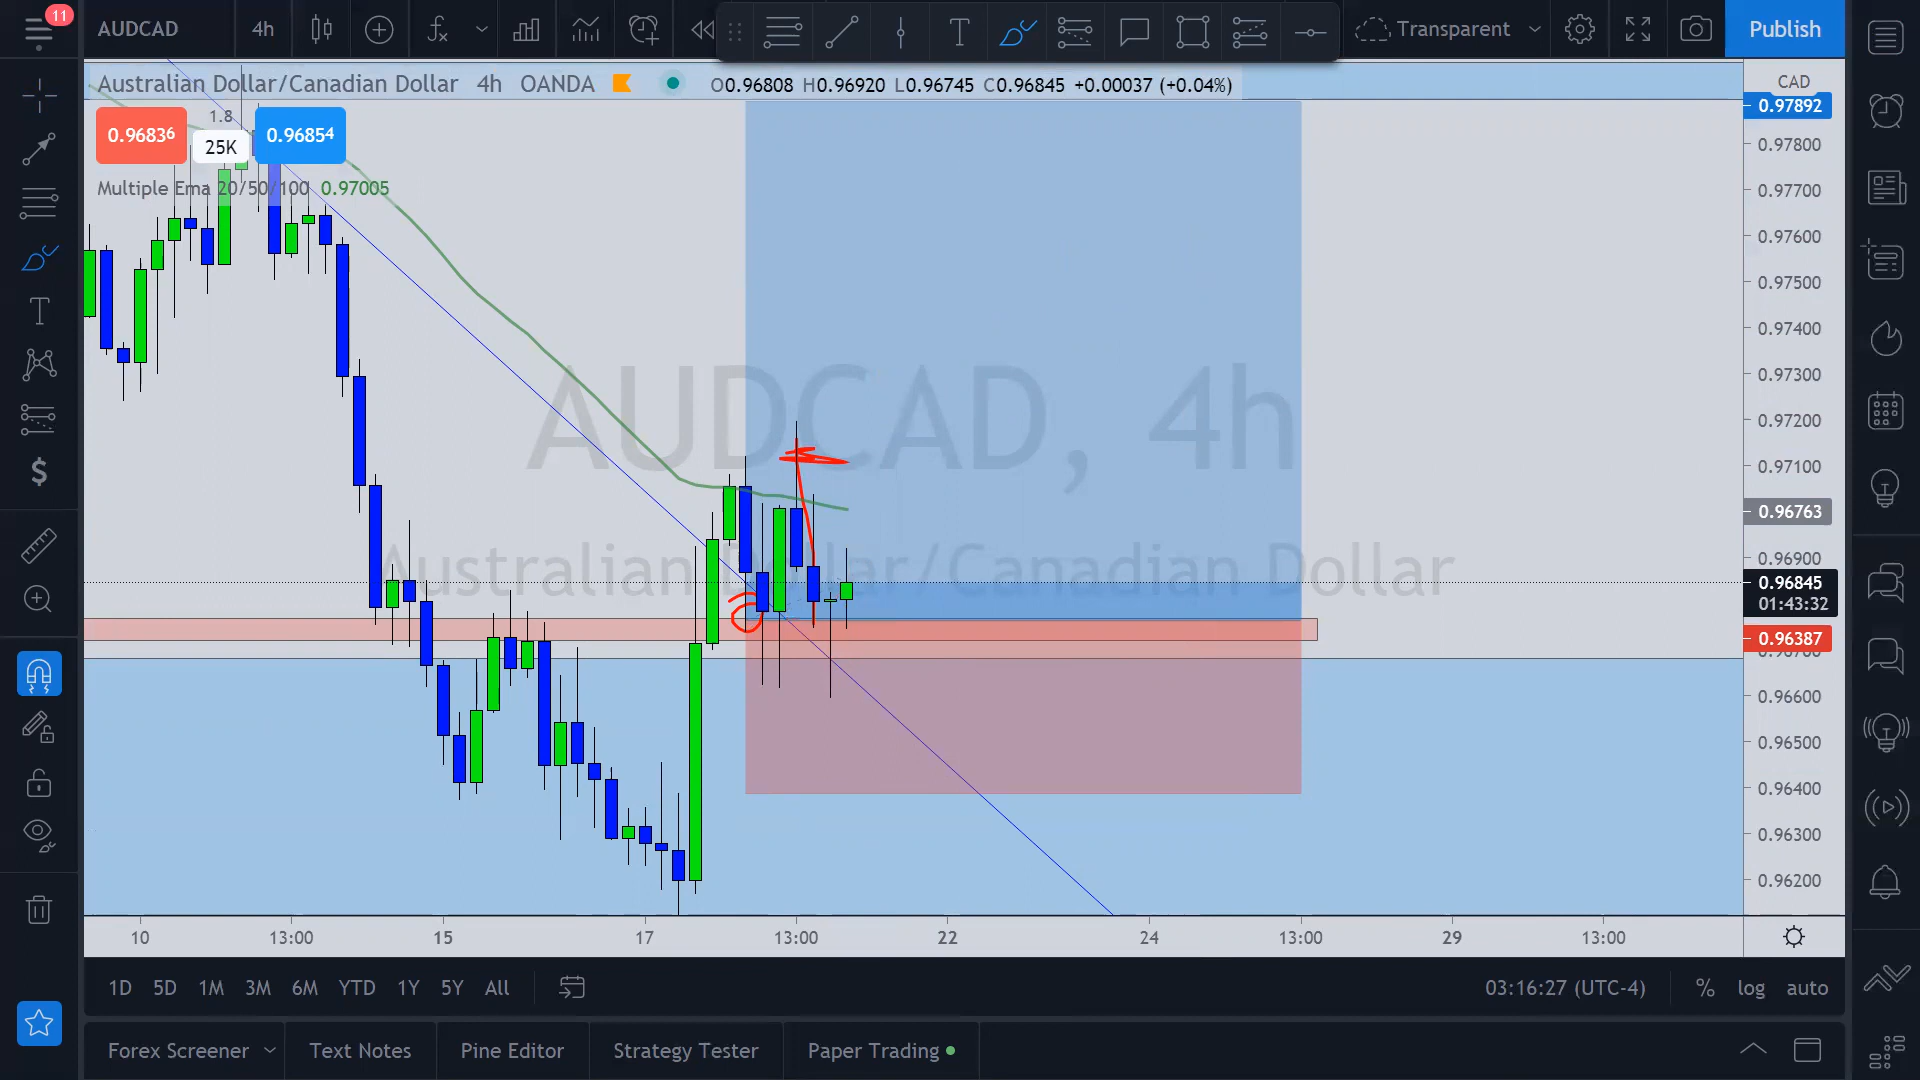 11
AUDCAD
4h
Transparent
Publish
Australian Dollar/Canadian Dollar 4h OANDA O0.96808 H0.96920 L0.96745 C0.96845 +0.00037 (+0.04%)
CAD
0.97892
0.96836
1.8
25K
0.96854
Multiple Ema 20/50/100 0.97005
0.97800
0.97700
0.97600
0.97500
0.97400
0.97300
0.97200
0.97100
0.96763
0.96900
0.96845
01:43:32
0.96387
0.96600
0.96500
0.96400
0.96300
0.96200
AUDCAD, 4h
Australian Dollar/Canadian Dollar
10 13:00 15 17 13:00 22 24 13:00 29 13:00
1D 5D 1M 3M 6M YTD 1Y 5Y All
03:16:27 (UTC-4) % log auto
Forex Screener Text Notes Pine Editor Strategy Tester Paper Trading